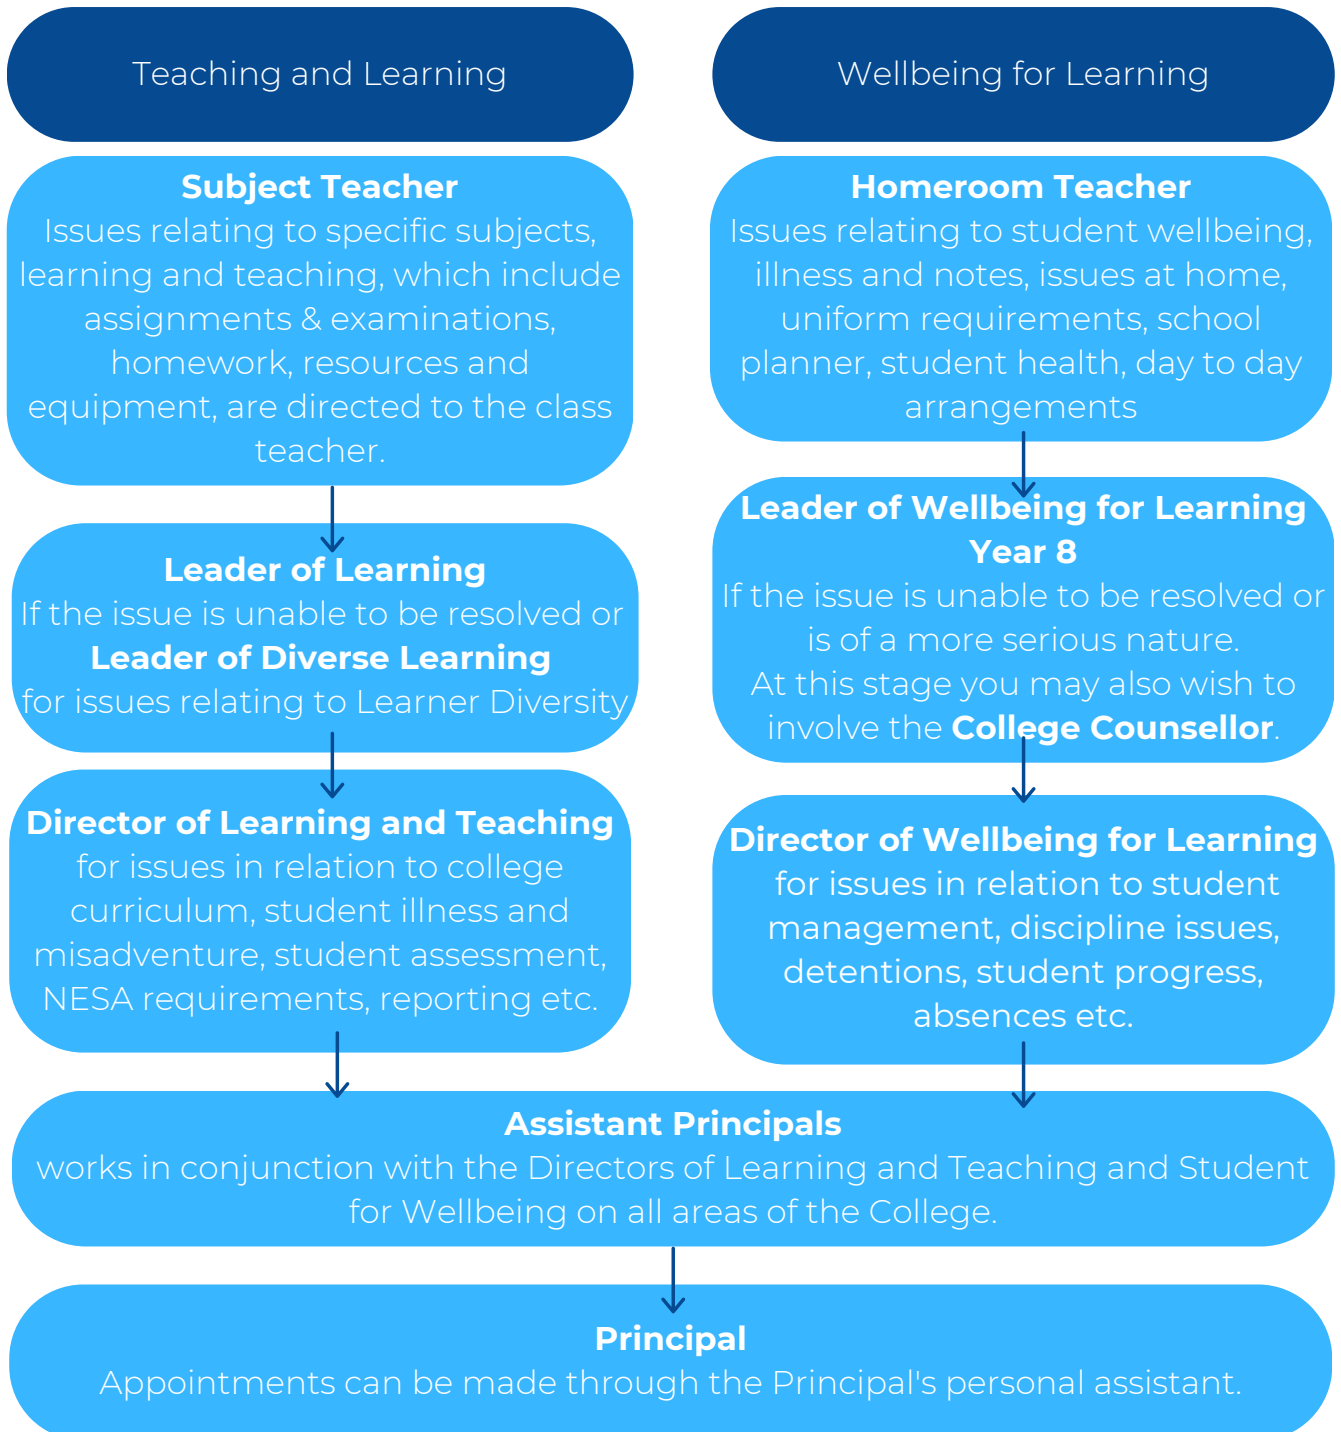 Teaching and Learning
Subject Teacher
Issues relating to specific subjects,
learning and teaching, which include
assignments & examinations,
homework, resources and
equipment, are directed to the class
teacher.
Leader of Learning
If the issue is unable to be resolved or
Leader of Diverse Learning
for issues relating to Learner Diversity
Director of Learning and Teaching
for issues in relation to college
curriculum, student illness and
misadventure, student assessment,
NESA requirements, reporting etc.
Wellbeing for Learning
Homeroom Teacher
Issues relating to student wellbeing,
illness and notes, issues at home,
uniform requirements, school
planner, student health, day to day
arrangements
Leader of Wellbeing for Learning
Year 8
If the issue is unable to be resolved or
is of a more serious nature.
At this stage you may also wish to
involve the College Counsellor.
Director of Wellbeing for Learning
for issues in relation to student
management, discipline issues,
detentions, student progress,
absences etc.
Assistant Principals
works in conjunction with the Directors of Learning and Teaching and Student
for Wellbeing on all areas of the College.
Principal
Appointments can be made through the Principal's personal assistant.